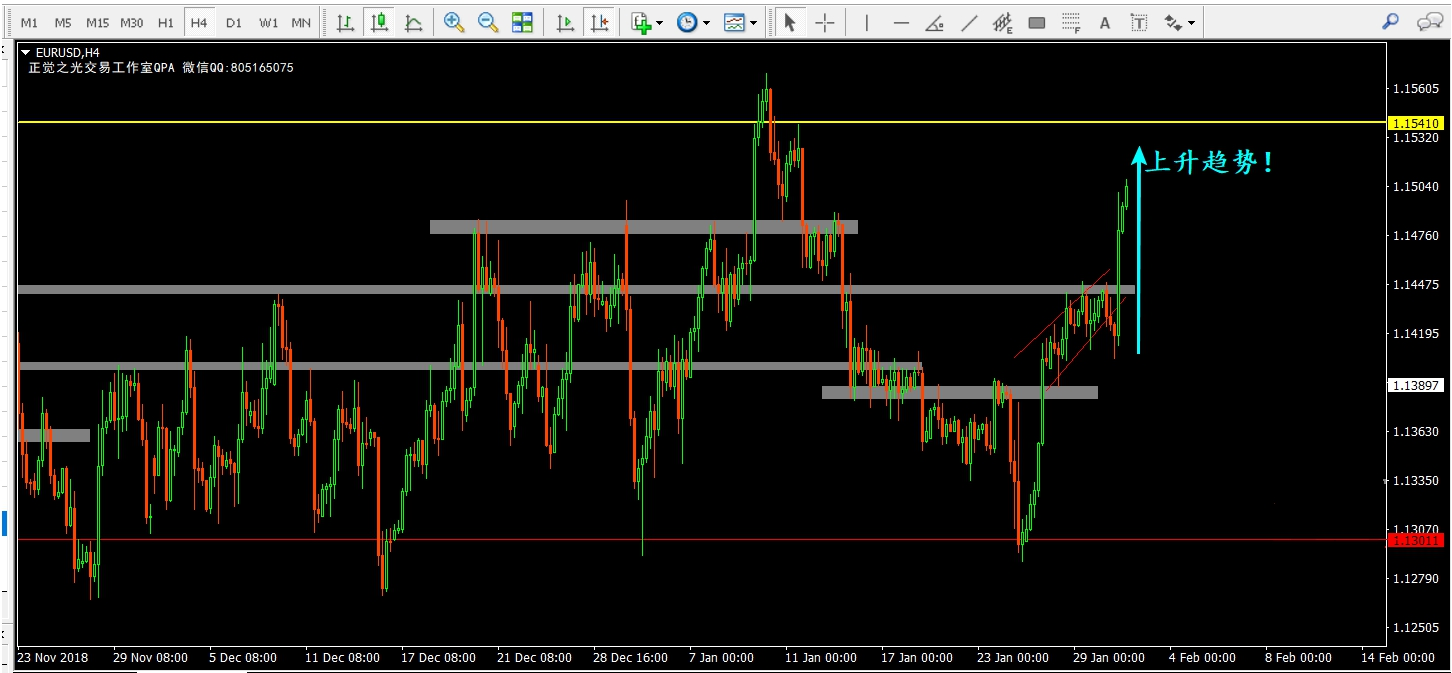 M1 M5 M15 M30 H1 H4 D1 W1 MN
E F A T
EURUSD,H4
正觉之光交易工作室QPA 微信QQ:805165075
1.15605
1.15410
1.15320
上升趋势!
1.15040
1.14760
1.14475
1.14195
1.13897
1.13630
1.13350
1.13070
1.13011
1.12790
1.12505
23 Nov 2018 29 Nov 08:00 5 Dec 08:00 11 Dec 08:00 17 Dec 08:00 21 Dec 08:00 28 Dec 16:00 7 Jan 00:00 11 Jan 00:00 17 Jan 00:00 23 Jan 00:00 29 Jan 00:00 4 Feb 00:00 8 Feb 00:00 14 Feb 00:00